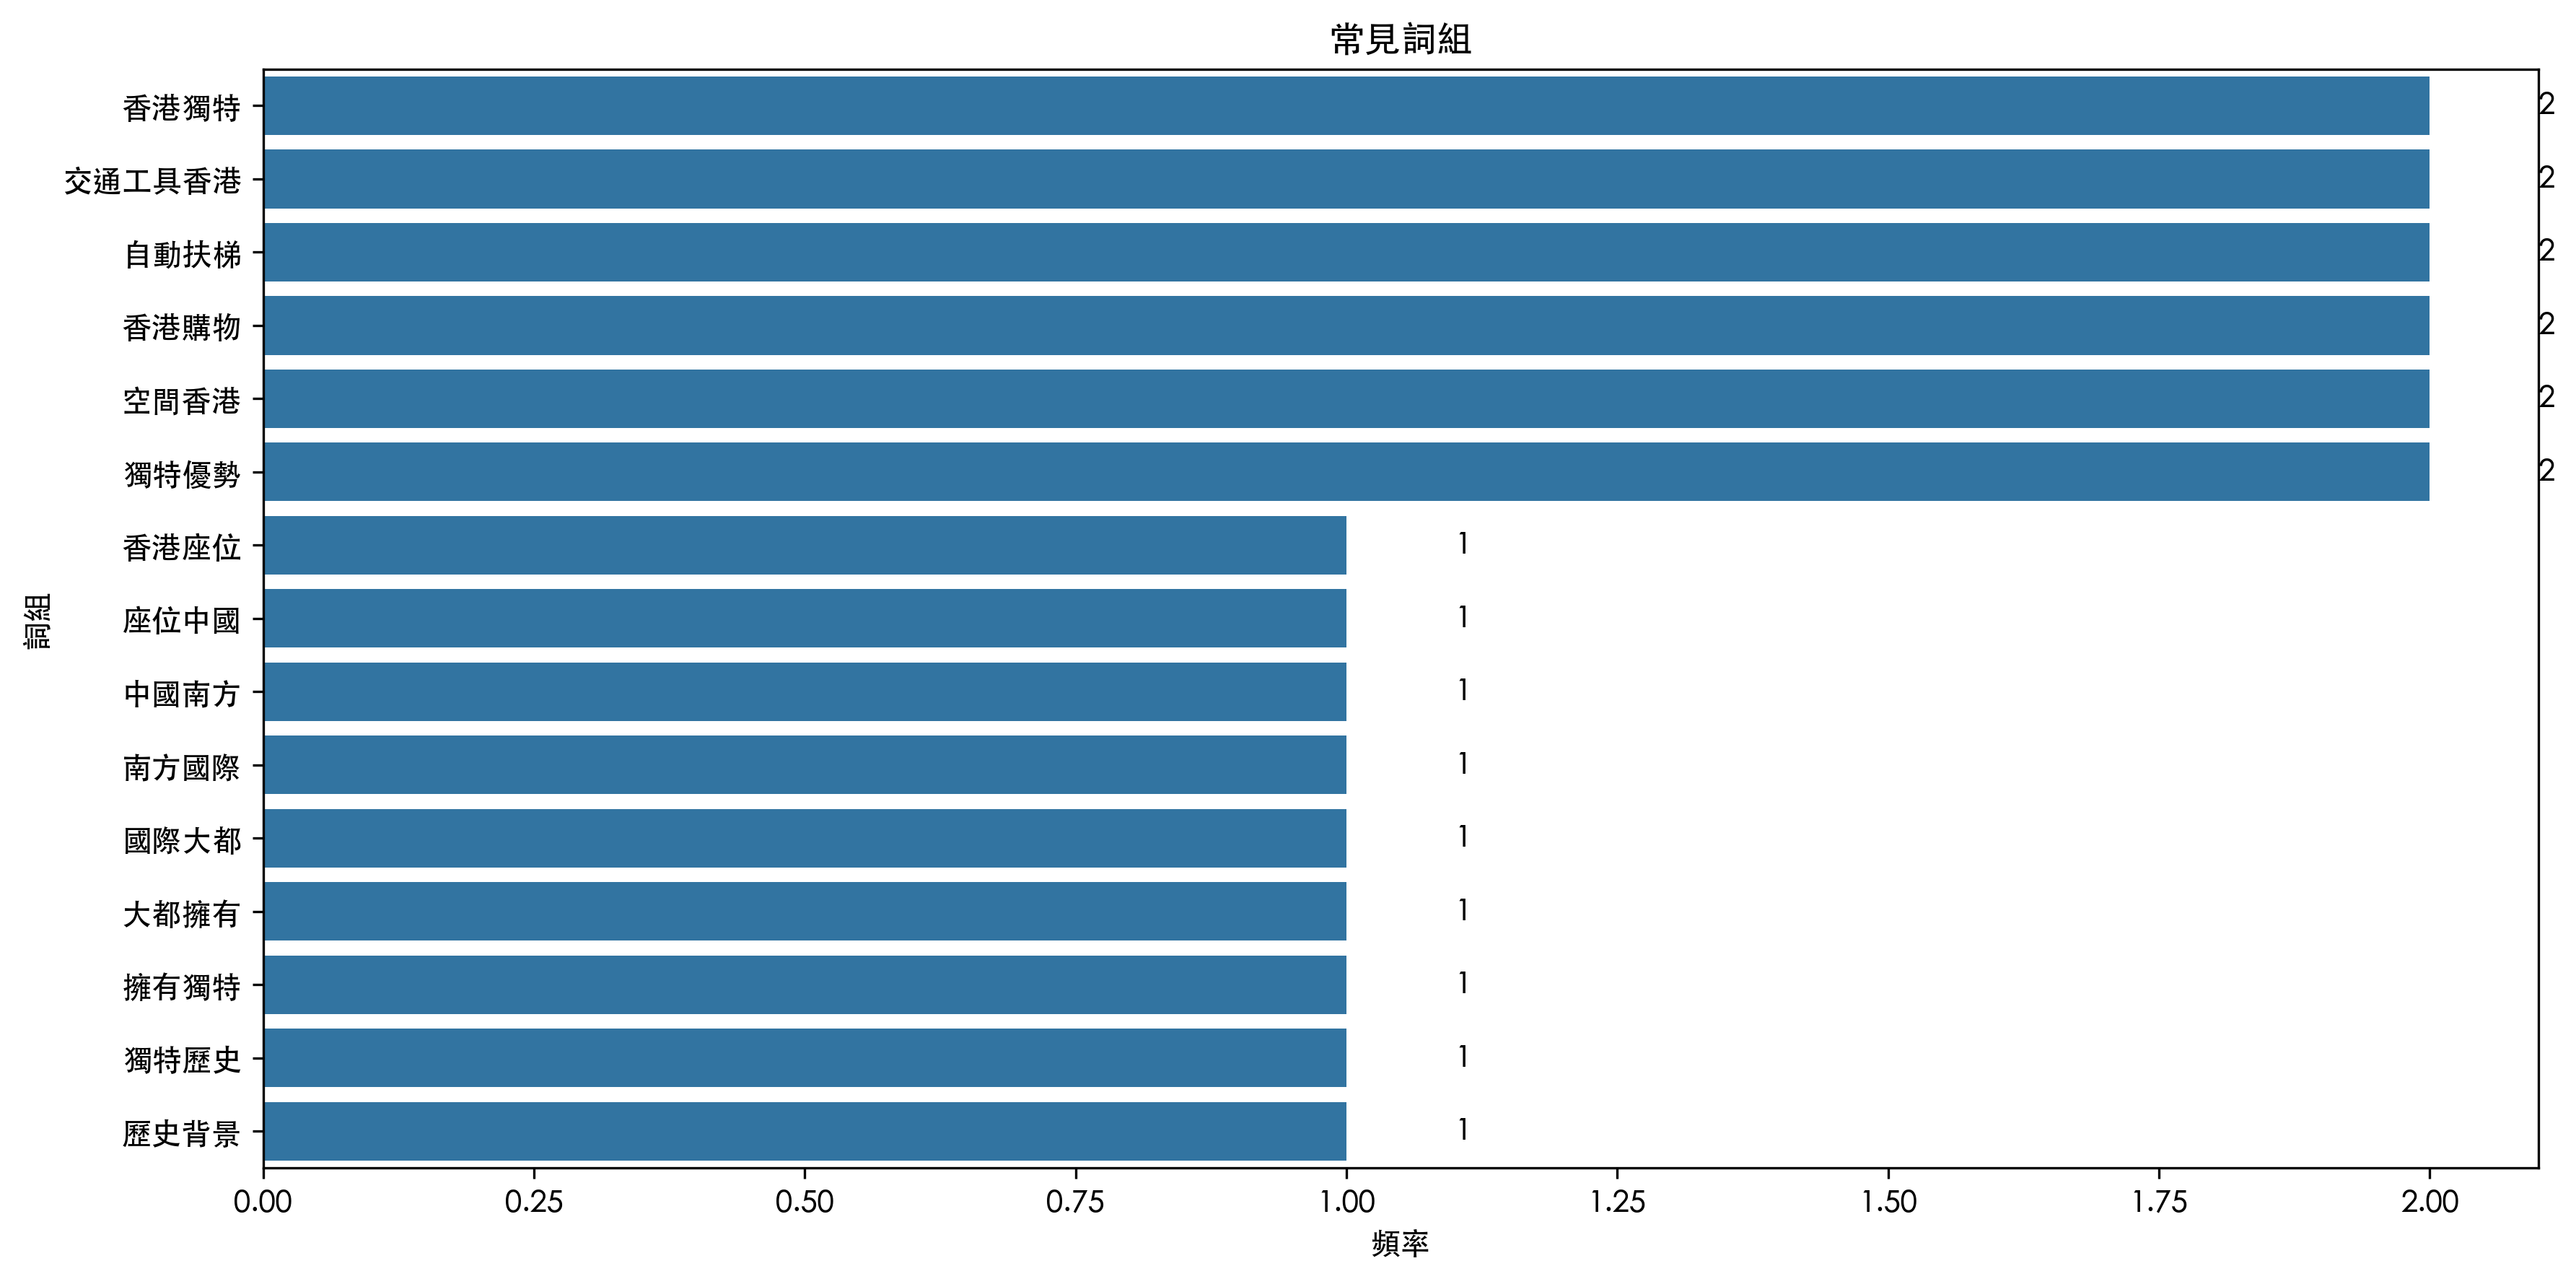 常見詞組
香港獨特 2
交通工具香港 2
自動扶梯 2
香港購物 2
空間香港 2
獨特優勢 2
香港座位 1
座位中國 1
中國南方 1
南方國際 1
國際大都 1
大都擁有 1
擁有獨特 1
獨特歷史 1
歷史背景 1
詞組
0.00 0.25 0.50 0.75 1.00 1.25 1.50 1.75 2.00
頻率